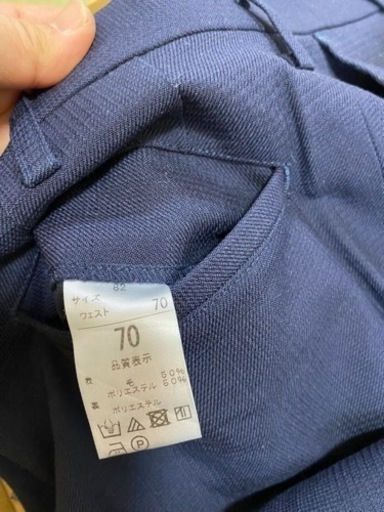 82
サイズ
ウェスト 70
70
品質表示
表 毛 50%
ポリエステル 50%
裏 ポリエステル
P